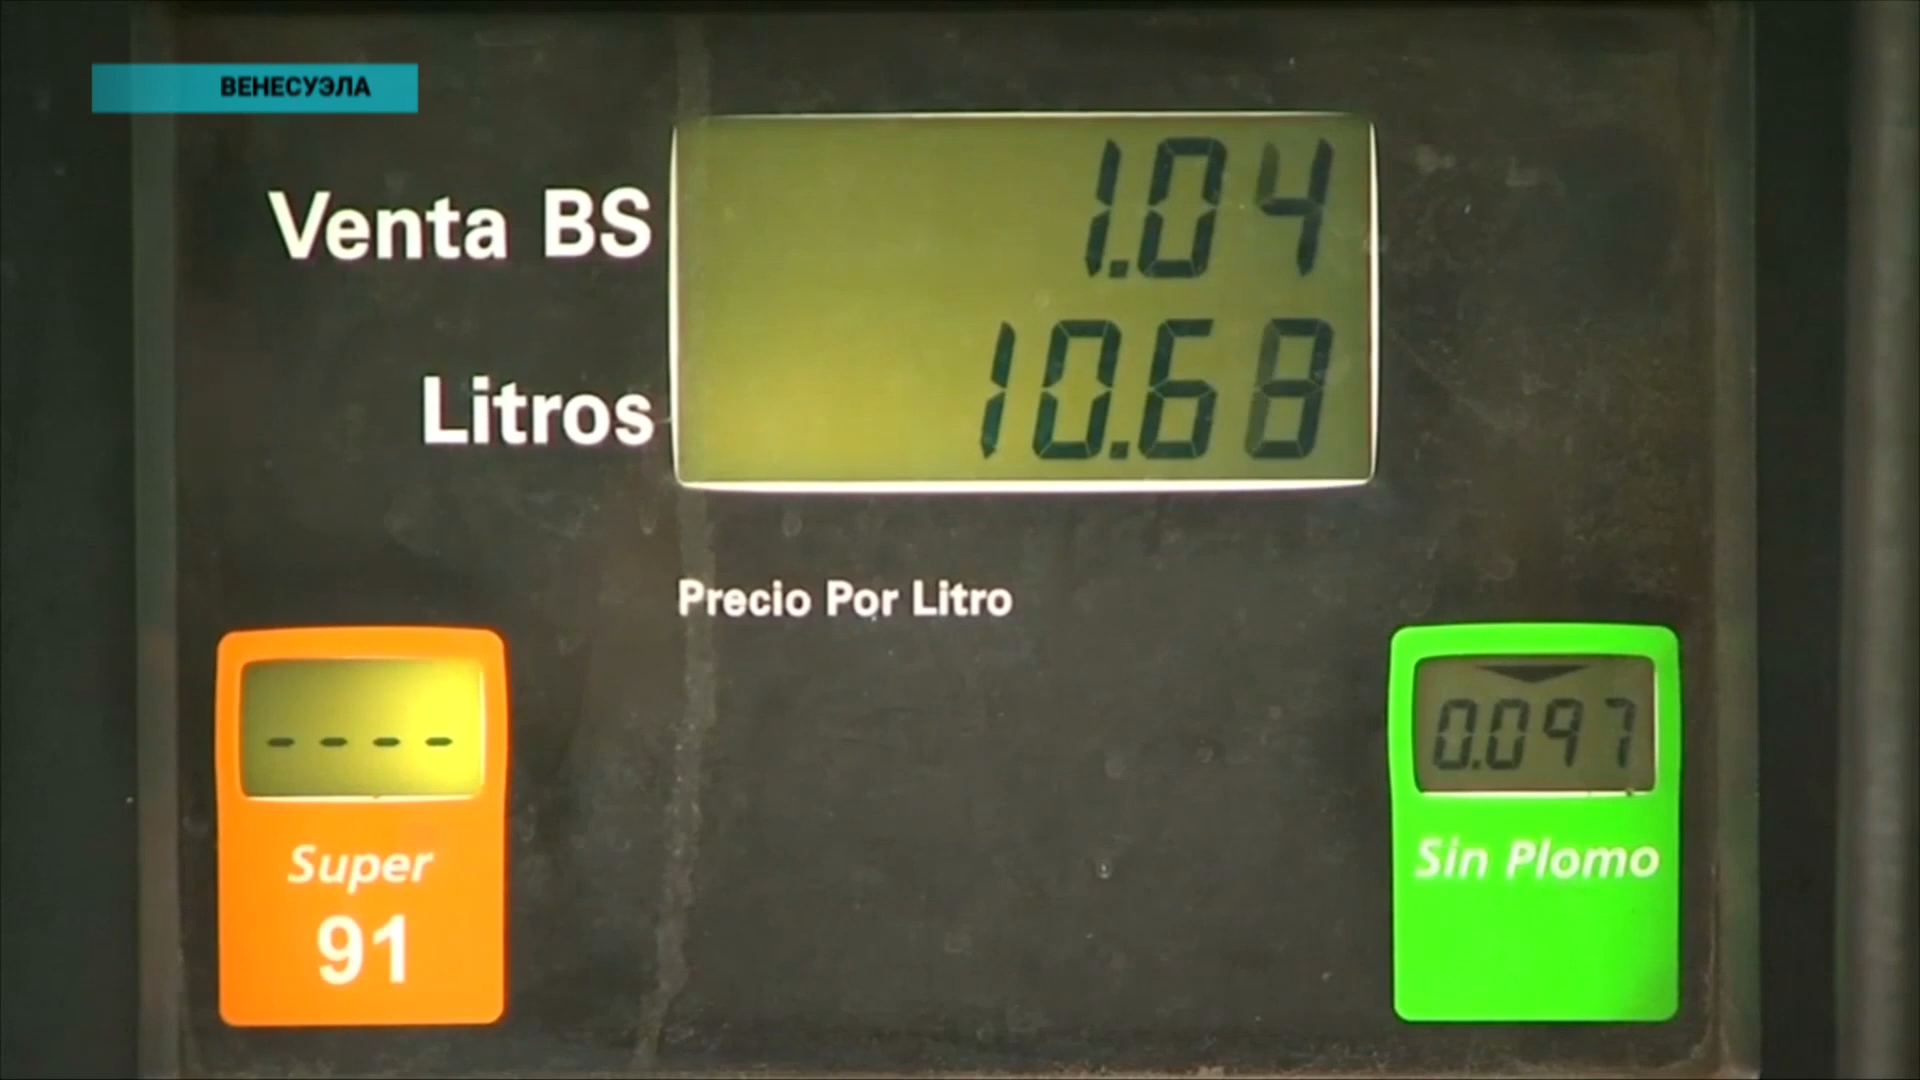 ВЕНЕСУЭЛА
Venta BS 1.04
Litros 10.68
Precio Por Litro
- - - -
Super
91
0.097
Sin Plomo